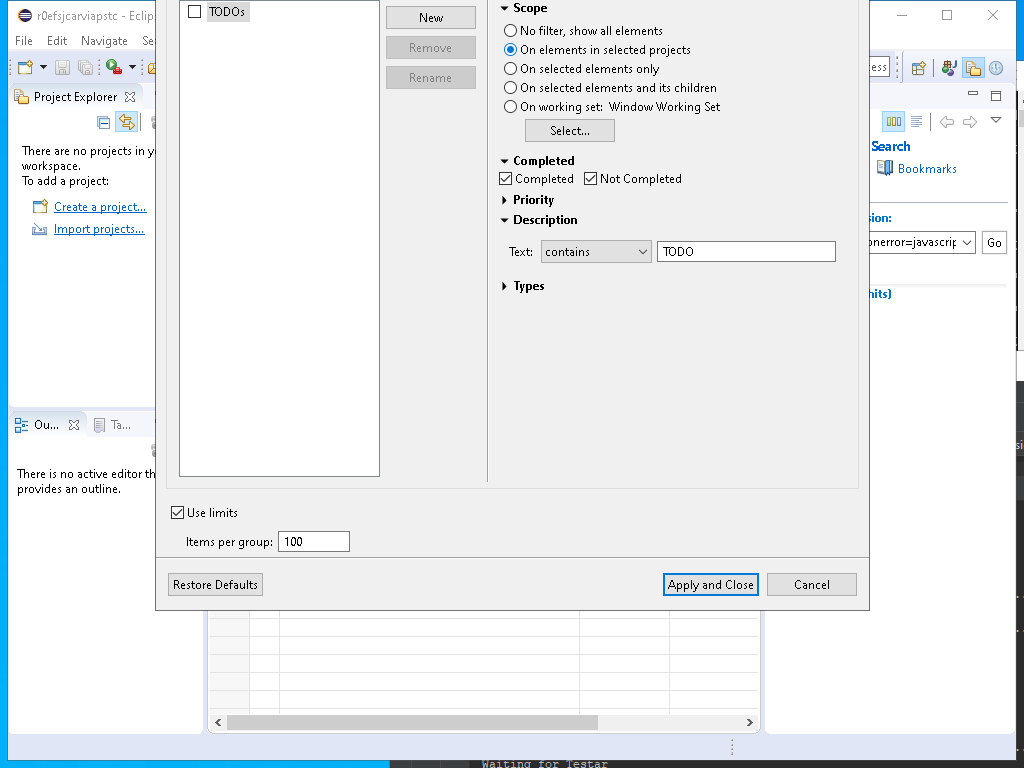 r0efsjcarviapstc - Eclip
File Edit Navigate Se
Project Explorer
There are no projects in y
workspace.
To add a project:
Create a project...
Import projects...
Ou... Ta...
There is no active editor th
provides an outline.
TODOs
New
Remove
Rename
Scope
No filter, show all elements
On elements in selected projects
On selected elements only
On selected elements and its children
On working set: Window Working Set
Select...
Completed
Completed Not Completed
Priority
Description
Text: contains TODO
Types
Use limits
Items per group: 100
Restore Defaults
Apply and Close Cancel
ess
Search
Bookmarks
sion:
onerror=javascrip Go
hits)
Waiting for Testar